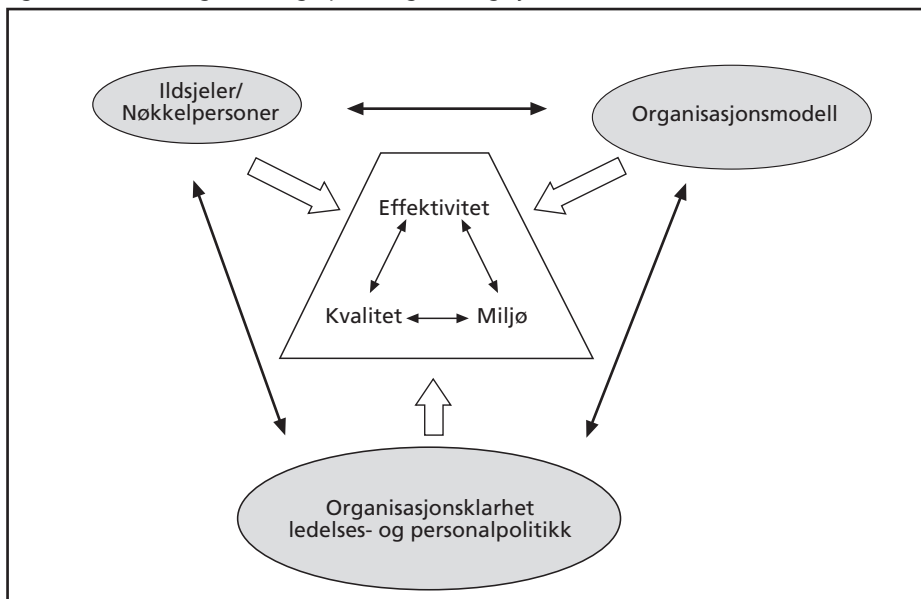 Ildsjeler/
Nøkkelpersoner
Organisasjonsmodell
Effektivitet
Kvalitet
Miljø
Organisasjonsklarhet
ledelses- og personalpolitikk